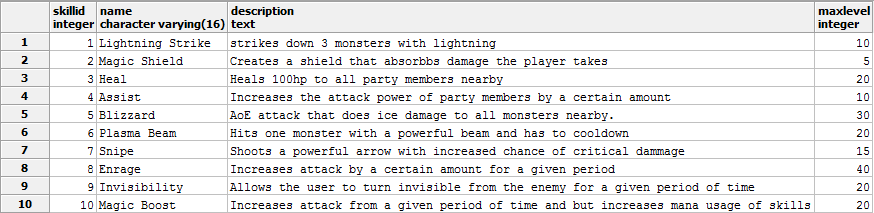 skillid name description maxlevel
integer character varying(16) text integer
1 1 Lightning Strike strikes down 3 monsters with lightning 10
2 2 Magic Shield Creates a shield that absorbbs damage the player takes 5
3 3 Heal Heals 100hp to all party members nearby 20
4 4 Assist Increases the attack power of party members by a certain amount 10
5 5 Blizzard AoE attack that does ice damage to all monsters nearby. 30
6 6 Plasma Beam Hits one monster with a powerful beam and has to cooldown 20
7 7 Snipe Shoots a powerful arrow with increased chance of critical dammage 15
8 8 Enrage Increases attack by a certain amount for a given period 40
9 9 Invisibility Allows the user to turn invisible from the enemy for a given period of time 20
10 10 Magic Boost Increases attack from a given period of time and but increases mana usage of skills 20